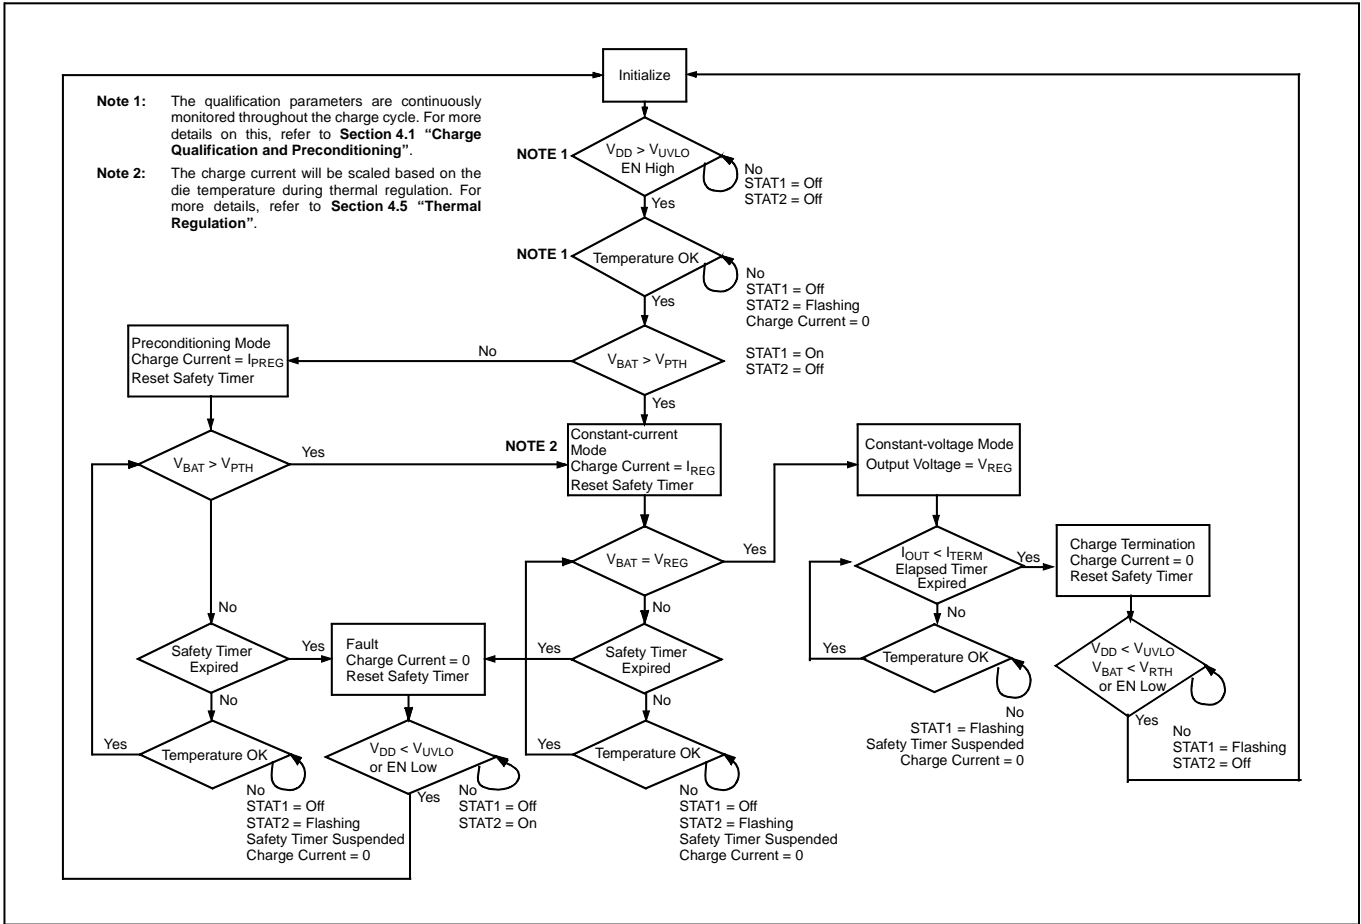 Initialize
Note 1: The qualification parameters are continuously
monitored throughout the charge cycle. For more
details on this, refer to Section 4.1 “Charge
Qualification and Preconditioning”.
Note 2: The charge current will be scaled based on the
die temperature during thermal regulation. For
more details, refer to Section 4.5 “Thermal
Regulation”.
NOTE 1
VDD > VUVLO
EN High
No
STAT1 = Off
STAT2 = Off
Yes
NOTE 1
Temperature OK
No
STAT1 = Off
STAT2 = Flashing
Charge Current = 0
Yes
Preconditioning Mode
Charge Current = IPREG
Reset Safety Timer
No
VBAT > VPTH
STAT1 = On
STAT2 = Off
Yes
VBAT > VPTH
Yes
NOTE 2
Constant-current
Mode
Charge Current = IREG
Reset Safety Timer
Constant-voltage Mode
Output Voltage = VREG
VBAT = VREG
Yes
IOUT < ITERM
Elapsed Timer
Expired
Yes
Charge Termination
Charge Current = 0
Reset Safety Timer
No
No
No
Safety Timer
Expired
Yes
Fault
Charge Current = 0
Reset Safety Timer
Yes
Safety Timer
Expired
Yes
Temperature OK
No
STAT1 = Flashing
Safety Timer Suspended
Charge Current = 0
VDD < VUVLO
VBAT < VRTH
or EN Low
Yes
No
STAT1 = Flashing
STAT2 = Off
No
No
Yes
Temperature OK
No
STAT1 = Off
STAT2 = Flashing
Safety Timer Suspended
Charge Current = 0
VDD < VUVLO
or EN Low
Yes
No
STAT1 = Off
STAT2 = On
Yes
Temperature OK
No
STAT1 = Off
STAT2 = Flashing
Safety Timer Suspended
Charge Current = 0